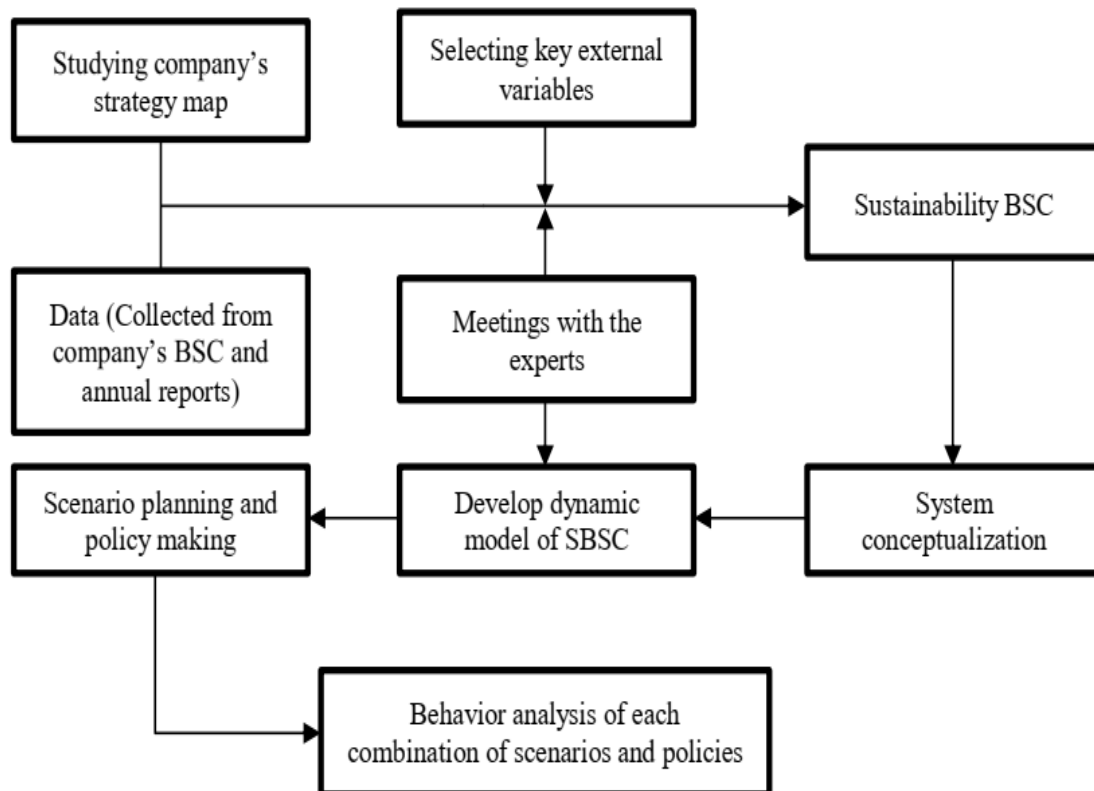 Studying company’s
strategy map
Selecting key external
variables
Sustainability BSC
Data (Collected from
company’s BSC and
annual reports)
Meetings with the
experts
Scenario planning and
policy making
Develop dynamic
model of SBSC
System
conceptualization
Behavior analysis of each
combination of scenarios and policies